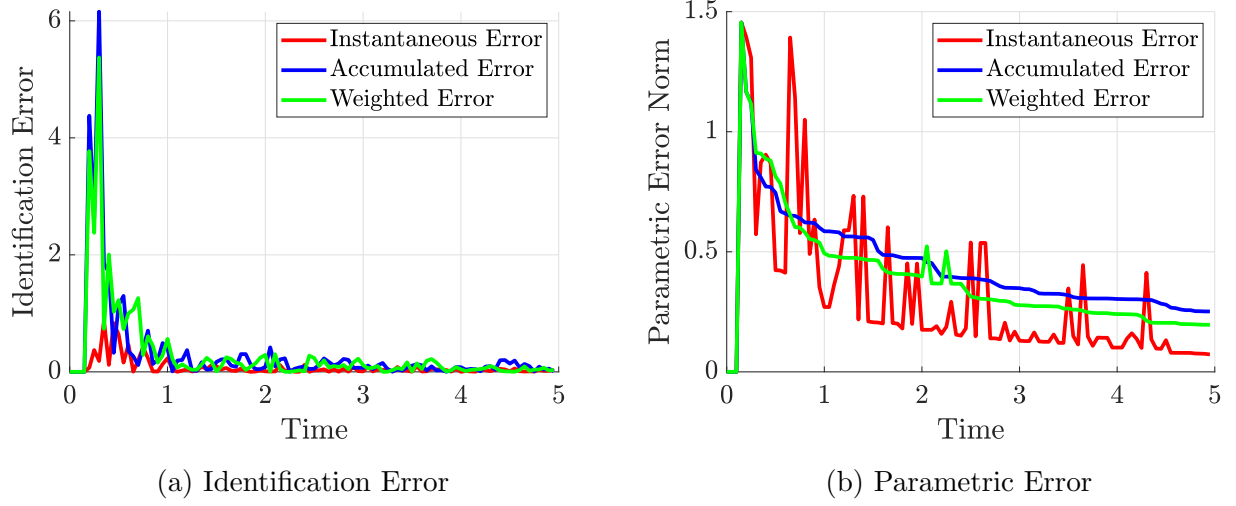 6
4
2
0
0
1
2
3
4
5
Identification Error
Time
Instantaneous Error
Accumulated Error
Weighted Error
(a) Identification Error
1.5
1
0.5
0
0
1
2
3
4
5
Parametric Error Norm
Time
Instantaneous Error
Accumulated Error
Weighted Error
(b) Parametric Error